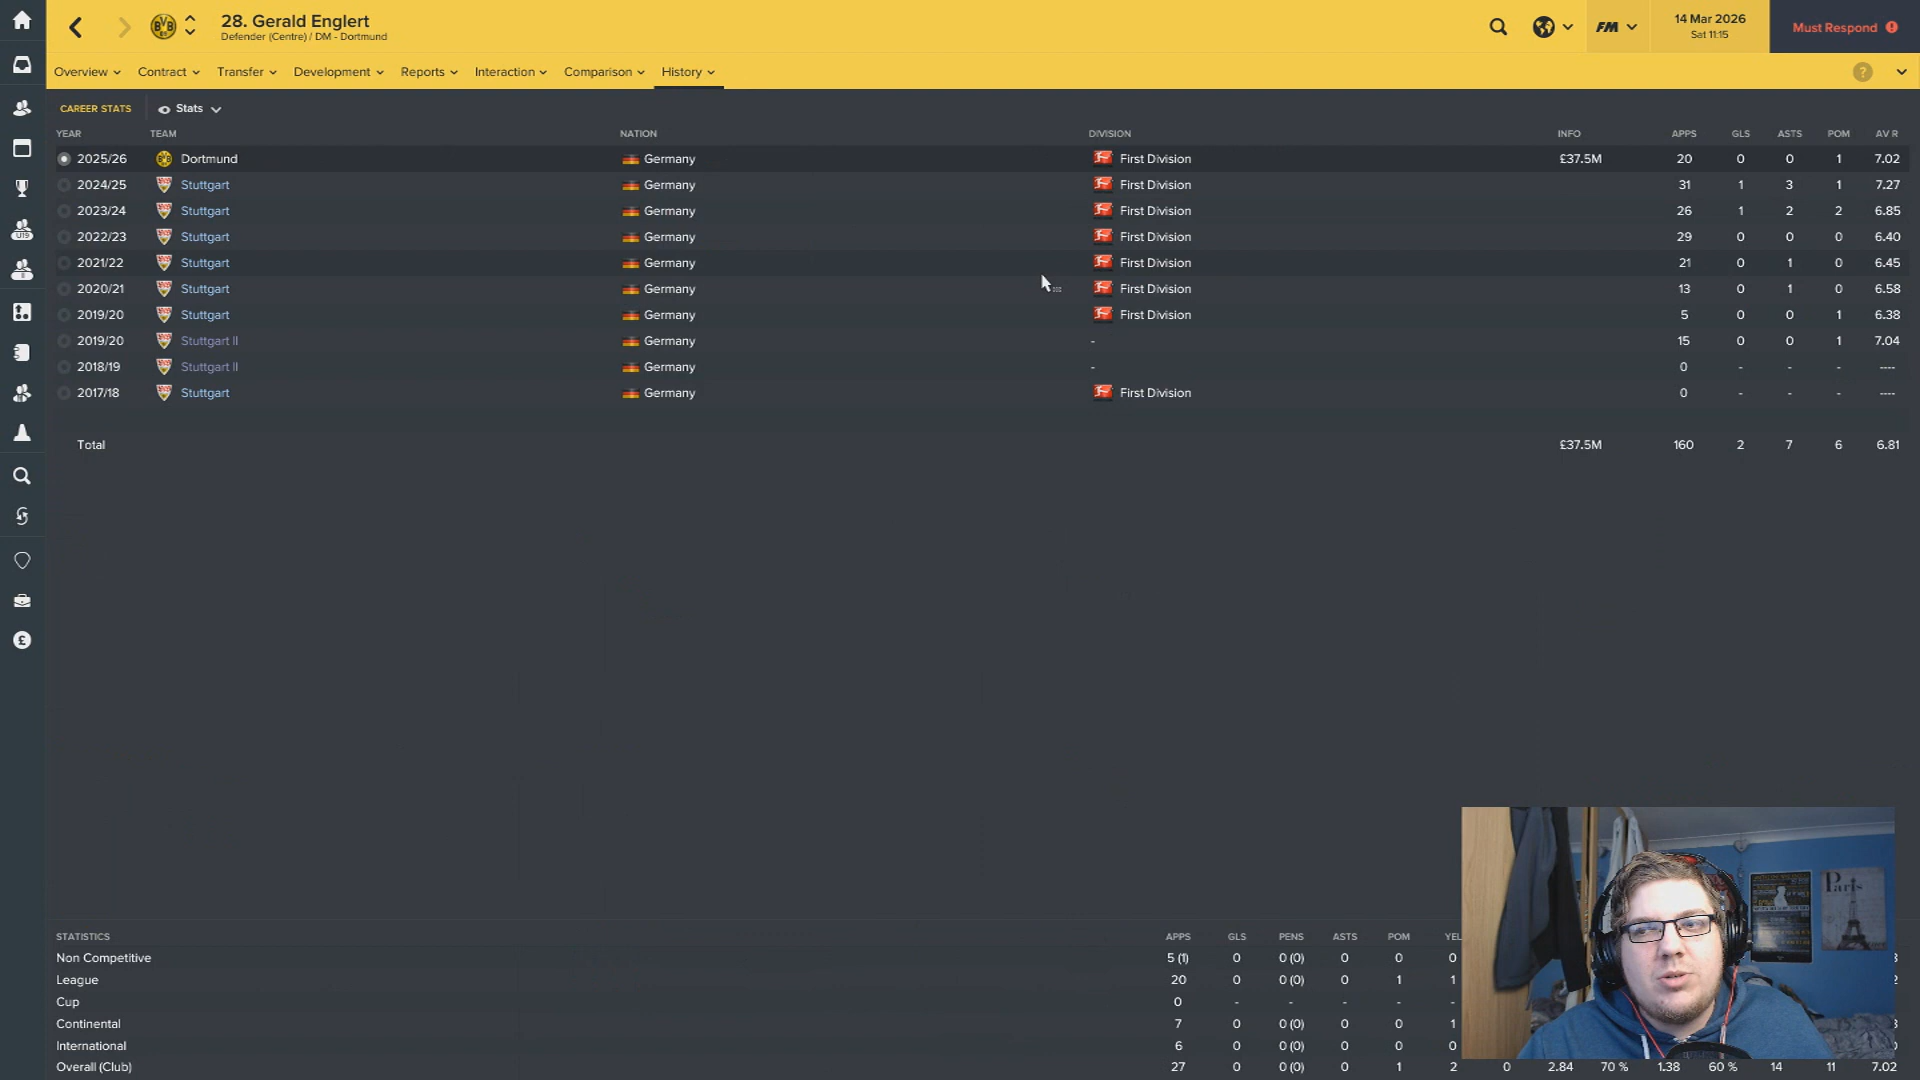 28. Gerald Englert
Defender (Centre) / DM - Dortmund
FM
14 Mar 2026
Sat 11:15
Must Respond
Overview Contract Transfer Development Reports Interaction Comparison History ?
CAREER STATS Stats
YEAR TEAM NATION DIVISION INFO APPS GLS ASTS POM AV R
2025/26 Dortmund Germany First Division £37.5M 20 0 0 1 7.02
2024/25 Stuttgart Germany First Division 31 1 3 1 7.27
2023/24 Stuttgart Germany First Division 26 1 2 2 6.85
2022/23 Stuttgart Germany First Division 29 0 0 0 6.40
2021/22 Stuttgart Germany First Division 21 0 1 0 6.45
2020/21 Stuttgart Germany First Division 13 0 1 0 6.58
2019/20 Stuttgart Germany First Division 5 0 0 1 6.38
2019/20 Stuttgart II Germany - 15 0 0 1 7.04
2018/19 Stuttgart II Germany - 0 - - - ----
2017/18 Stuttgart Germany First Division 0 - - - ----
Total £37.5M 160 2 7 6 6.81
STATISTICS APPS GLS PENS ASTS POM YEL
Non Competitive 5 (1) 0 0 (0) 0 0 0
League 20 0 0 (0) 0 1 1
Cup 0 - - - - -
Continental 7 0 0 (0) 0 0 1
International 6 0 0 (0) 0 0 0
Overall (Club) 27 0 0 (0) 0 1 2 0 2.84 70 % 1.38 60 % 14 11 7.02
Paris